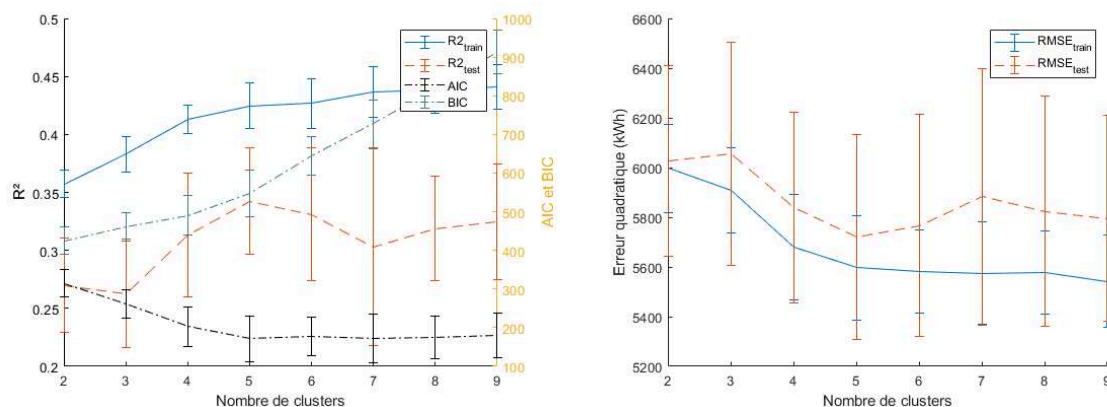 0.5
0.45
0.4
0.35
0.3
0.25
0.2
R²
2 3 4 5 6 7 8 9
Nombre de clusters
1000
900
800
700
600
500
400
300
200
100
AIC et BIC
R2train
R2test
AIC
BIC
6600
6400
6200
6000
5800
5600
5400
5200
Erreur quadratique (kWh)
2 3 4 5 6 7 8 9
Nombre de clusters
RMSEtrain
RMSEtest